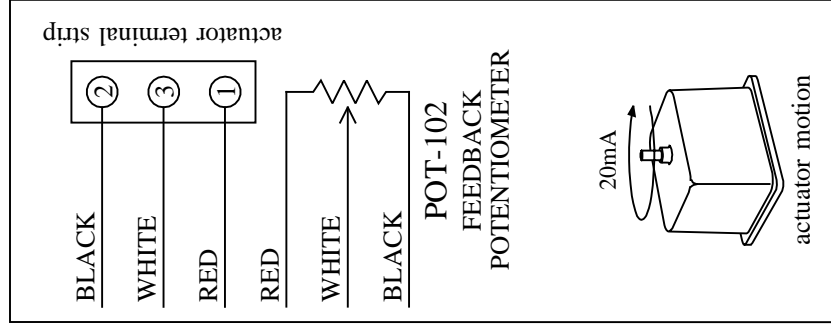 actuator terminal strip
2
3
1
BLACK
WHITE
RED
RED
WHITE
BLACK
POT-102
FEEDBACK
POTENTIOMETER
20mA
actuator motion